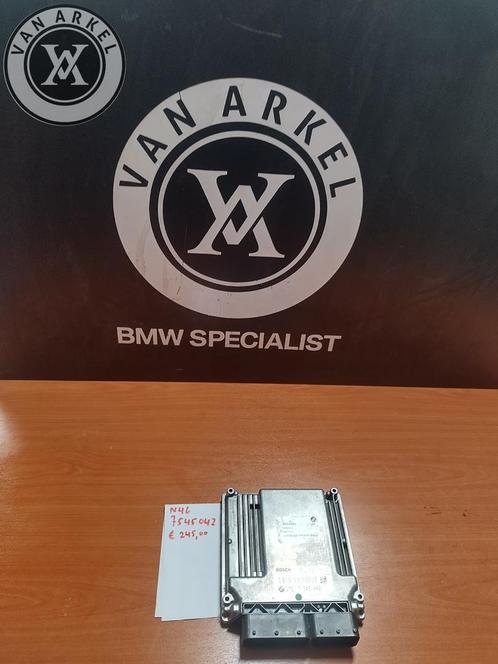 VAN ARKEL
VAN ARKEL
BMW SPECIALIST
N46
7545042
€ 245,00
BOSCH